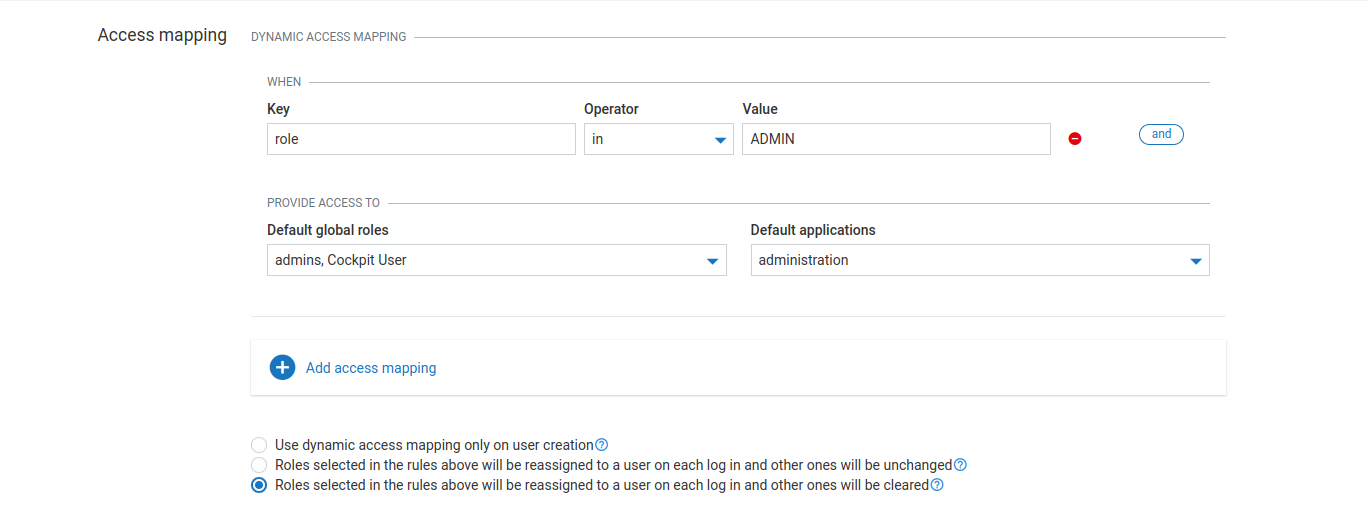 Access mapping
DYNAMIC ACCESS MAPPING
WHEN
Key Operator Value
role in ADMIN and
PROVIDE ACCESS TO
Default global roles Default applications
admins, Cockpit User administration
Add access mapping
Use dynamic access mapping only on user creation
Roles selected in the rules above will be reassigned to a user on each log in and other ones will be unchanged
Roles selected in the rules above will be reassigned to a user on each log in and other ones will be cleared